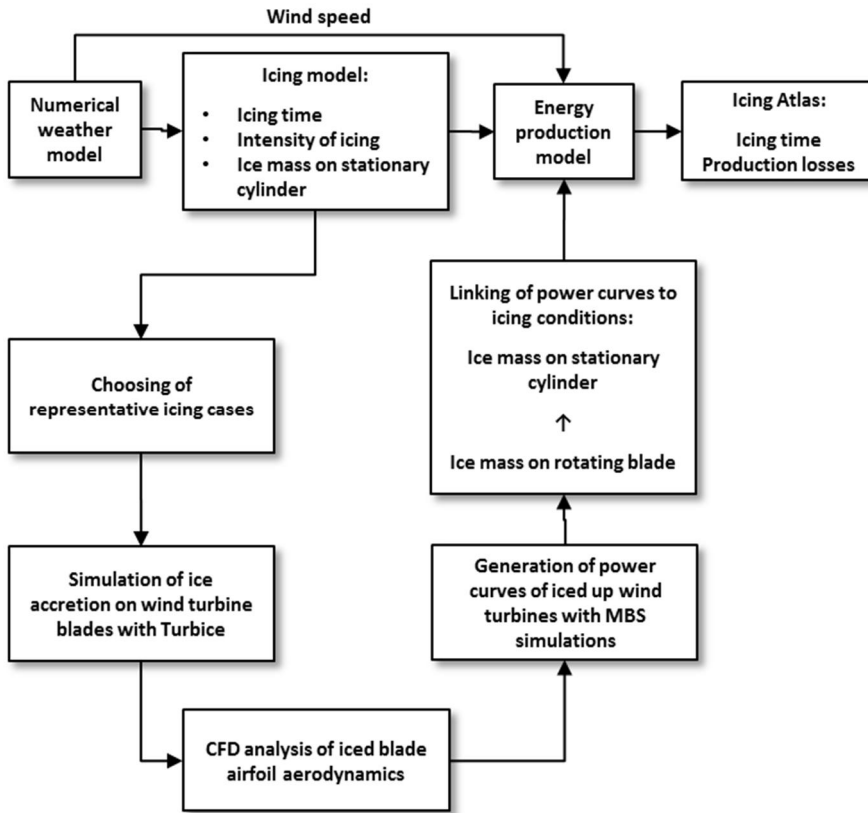 Wind speed
Numerical
weather
model
Icing model:
• Icing time
• Intensity of icing
• Ice mass on stationary
cylinder
Energy
production
model
Icing Atlas:
Icing time
Production losses
Choosing of
representative icing cases
Linking of power curves to
icing conditions:
Ice mass on stationary
cylinder
↑
Ice mass on rotating blade
Simulation of ice
accretion on wind turbine
blades with Turbice
Generation of power
curves of iced up wind
turbines with MBS
simulations
CFD analysis of iced blade
airfoil aerodynamics